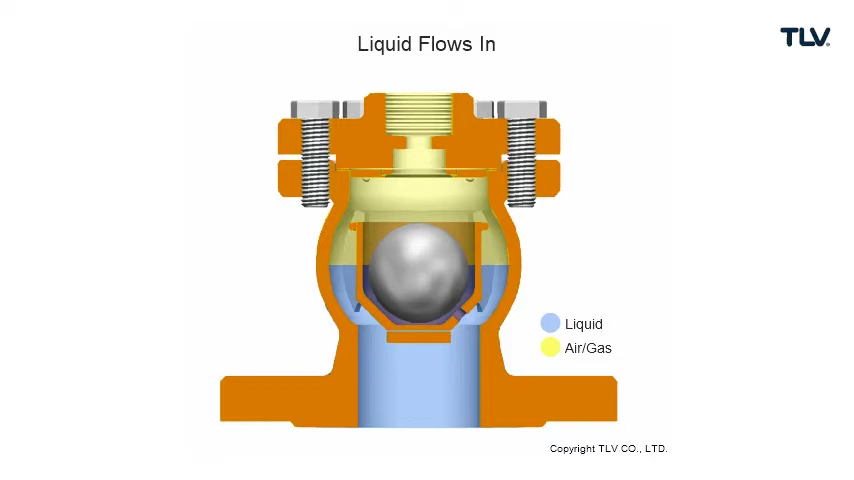 Liquid Flows In
TLV®
Liquid
Air/Gas
Copyright TLV CO., LTD.